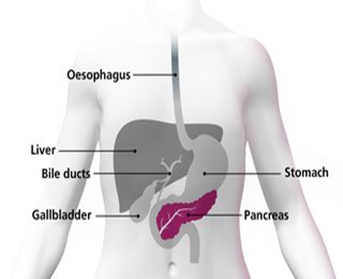 Oesophagus
Liver
Bile ducts
Stomach
Gallbladder
Pancreas